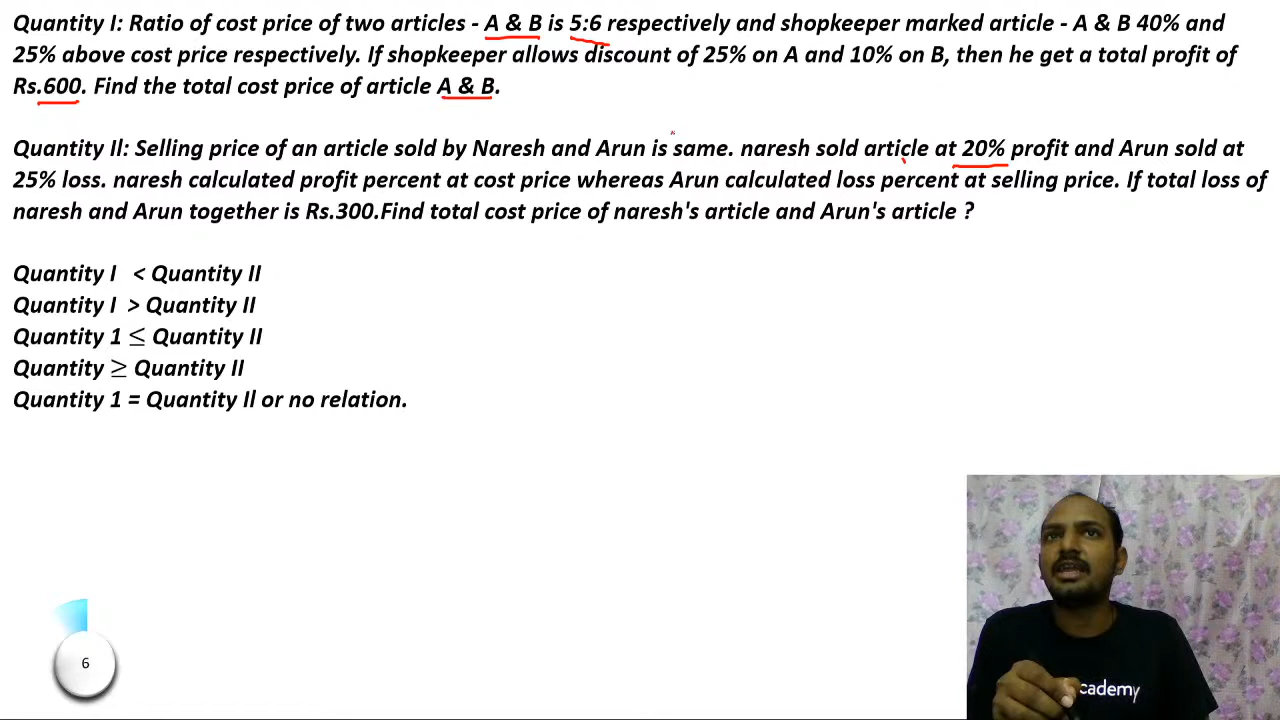 Quantity I: Ratio of cost price of two articles - A & B is 5:6 respectively and shopkeeper marked article - A & B 40% and
25% above cost price respectively. If shopkeeper allows discount of 25% on A and 10% on B, then he get a total profit of
Rs.600. Find the total cost price of article A & B.
Quantity Il: Selling price of an article sold by Naresh and Arun is same. naresh sold article at 20% profit and Arun sold at
25% loss. naresh calculated profit percent at cost price whereas Arun calculated loss percent at selling price. If total loss of
naresh and Arun together is Rs.300.Find total cost price of naresh's article and Arun's article ?
Quantity I < Quantity II
Quantity I > Quantity II
Quantity 1 ≤ Quantity II
Quantity ≥ Quantity II
Quantity 1 = Quantity Il or no relation.
6
cademy